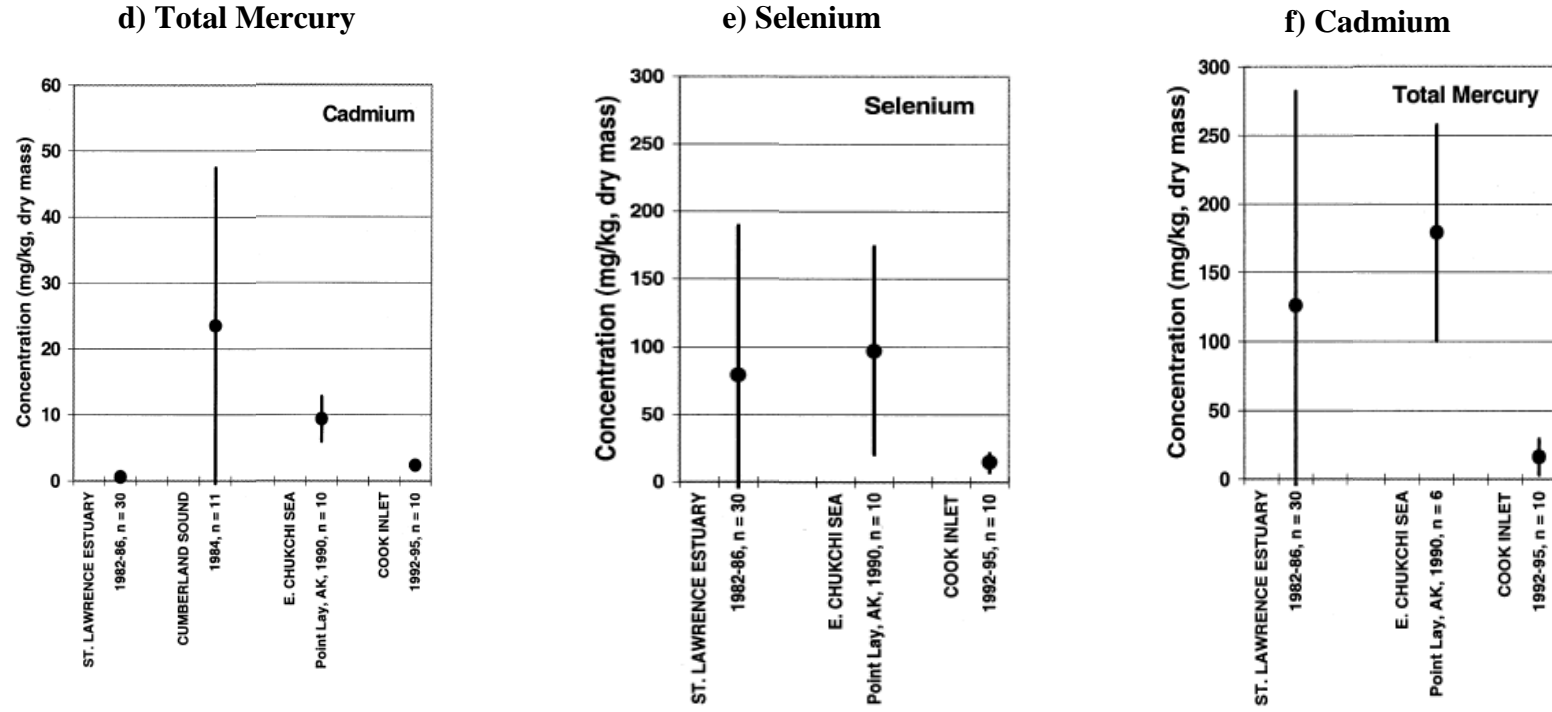 d) Total Mercury
Concentration (mg/kg, dry mass)
60
50
40
30
20
10
0
Cadmium
ST. LAWRENCE ESTUARY
1982-86, n = 30
CUMBERLAND SOUND
1984, n = 11
E. CHUKCHI SEA
Point Lay, AK, 1990, n = 10
COOK INLET
1992-95, n = 10
e) Selenium
Concentration (mg/kg, dry mass)
300
250
200
150
100
50
0
Selenium
ST. LAWRENCE ESTUARY
1982-86, n = 30
E. CHUKCHI SEA
Point Lay, AK, 1990, n = 10
COOK INLET
1992-95, n = 10
f) Cadmium
Concentration (mg/kg, dry mass)
300
250
200
150
100
50
0
Total Mercury
ST. LAWRENCE ESTUARY
1982-86, n = 30
E. CHUKCHI SEA
Point Lay, AK, 1990, n = 6
COOK INLET
1992-95, n = 10